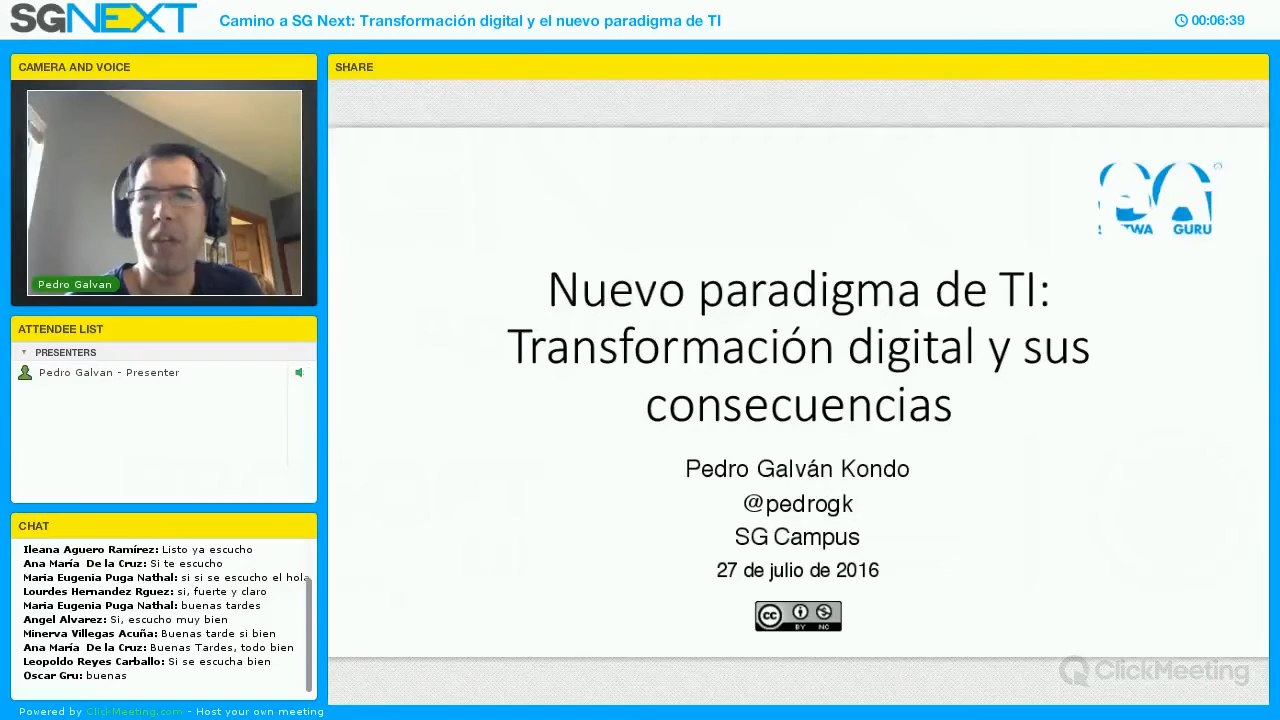 SGNEXT
Camino a SG Next: Transformación digital y el nuevo paradigma de TI
00:06:39
CAMERA AND VOICE
Pedro Galvan
ATTENDEE LIST
PRESENTERS
Pedro Galvan - Presenter
CHAT
Ileana Aguero Ramírez: Listo ya escucho
Ana María De la Cruz: Si te escucho
Maria Eugenia Puga Nathal: si si se escucho el hola
Lourdes Hernandez Rguez: si, fuerte y claro
Maria Eugenia Puga Nathal: buenas tardes
Angel Alvarez: Si, escucho muy bien
Minerva Villegas Acuña: Buenas tarde si bien
Ana María De la Cruz: Buenas Tardes, todo bien
Leopoldo Reyes Carballo: Si se escucha bien
Oscar Gru: buenas
Powered by ClickMeeting.com - Host your own meeting
SHARE
GURU
Nuevo paradigma de TI:
Transformación digital y sus
consecuencias
Pedro Galván Kondo
@pedrogk
SG Campus
27 de julio de 2016
cc
BY NC
ClickMeeting